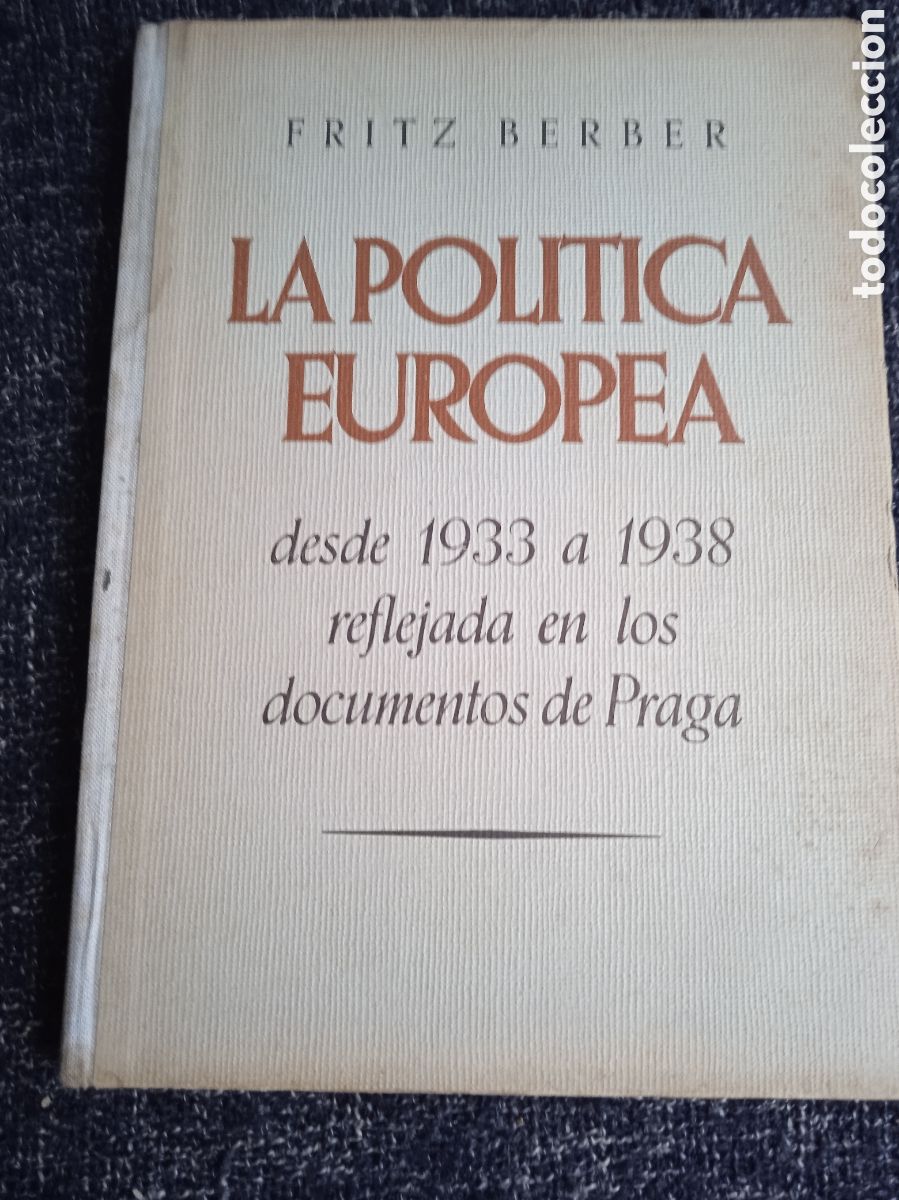 FRITZ BERBER
LA POLITICA
EUROPEA
desde 1933 a 1938
reflejada en los
documentos de Praga
todocoleccion